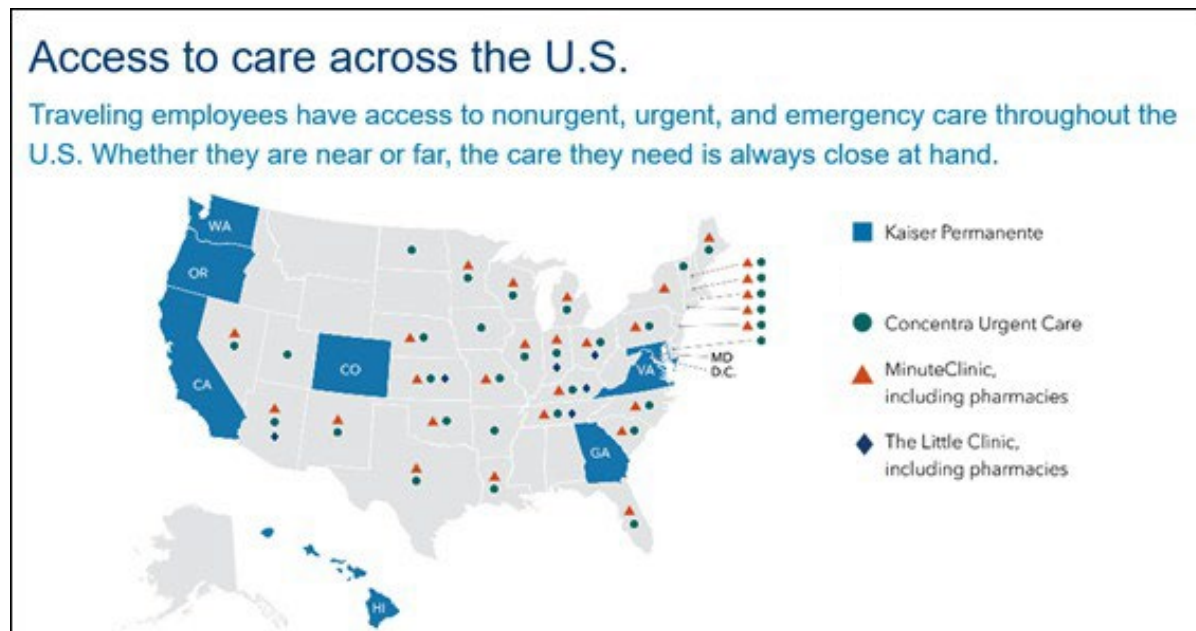 Access to care across the U.S.
Traveling employees have access to nonurgent, urgent, and emergency care throughout the
U.S. Whether they are near or far, the care they need is always close at hand.
WA
OR
CA
CO
VA
MD
D.C.
GA
HI
Kaiser Permanente
Concentra Urgent Care
MinuteClinic,
including pharmacies
The Little Clinic,
including pharmacies